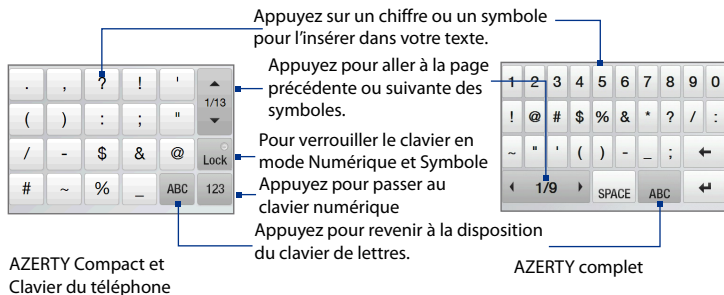 Appuyez sur un chiffre ou un symbole
pour l'insérer dans votre texte.
Appuyez pour aller à la page
précédente ou suivante des
symboles.
Pour verrouiller le clavier en
mode Numérique et Symbole
Appuyez pour passer au
clavier numérique
Appuyez pour revenir à la disposition
du clavier de lettres.
. , ? ! '
1/13
( ) : ; "
/ - $ & @ Lock
# ~ % _ ABC 123
AZERTY Compact et
Clavier du téléphone
1 2 3 4 5 6 7 8 9 0
! @ # $ % & * ? / :
~ " ' ( ) - _ ; ←
1/9 SPACE ABC ↵
AZERTY complet